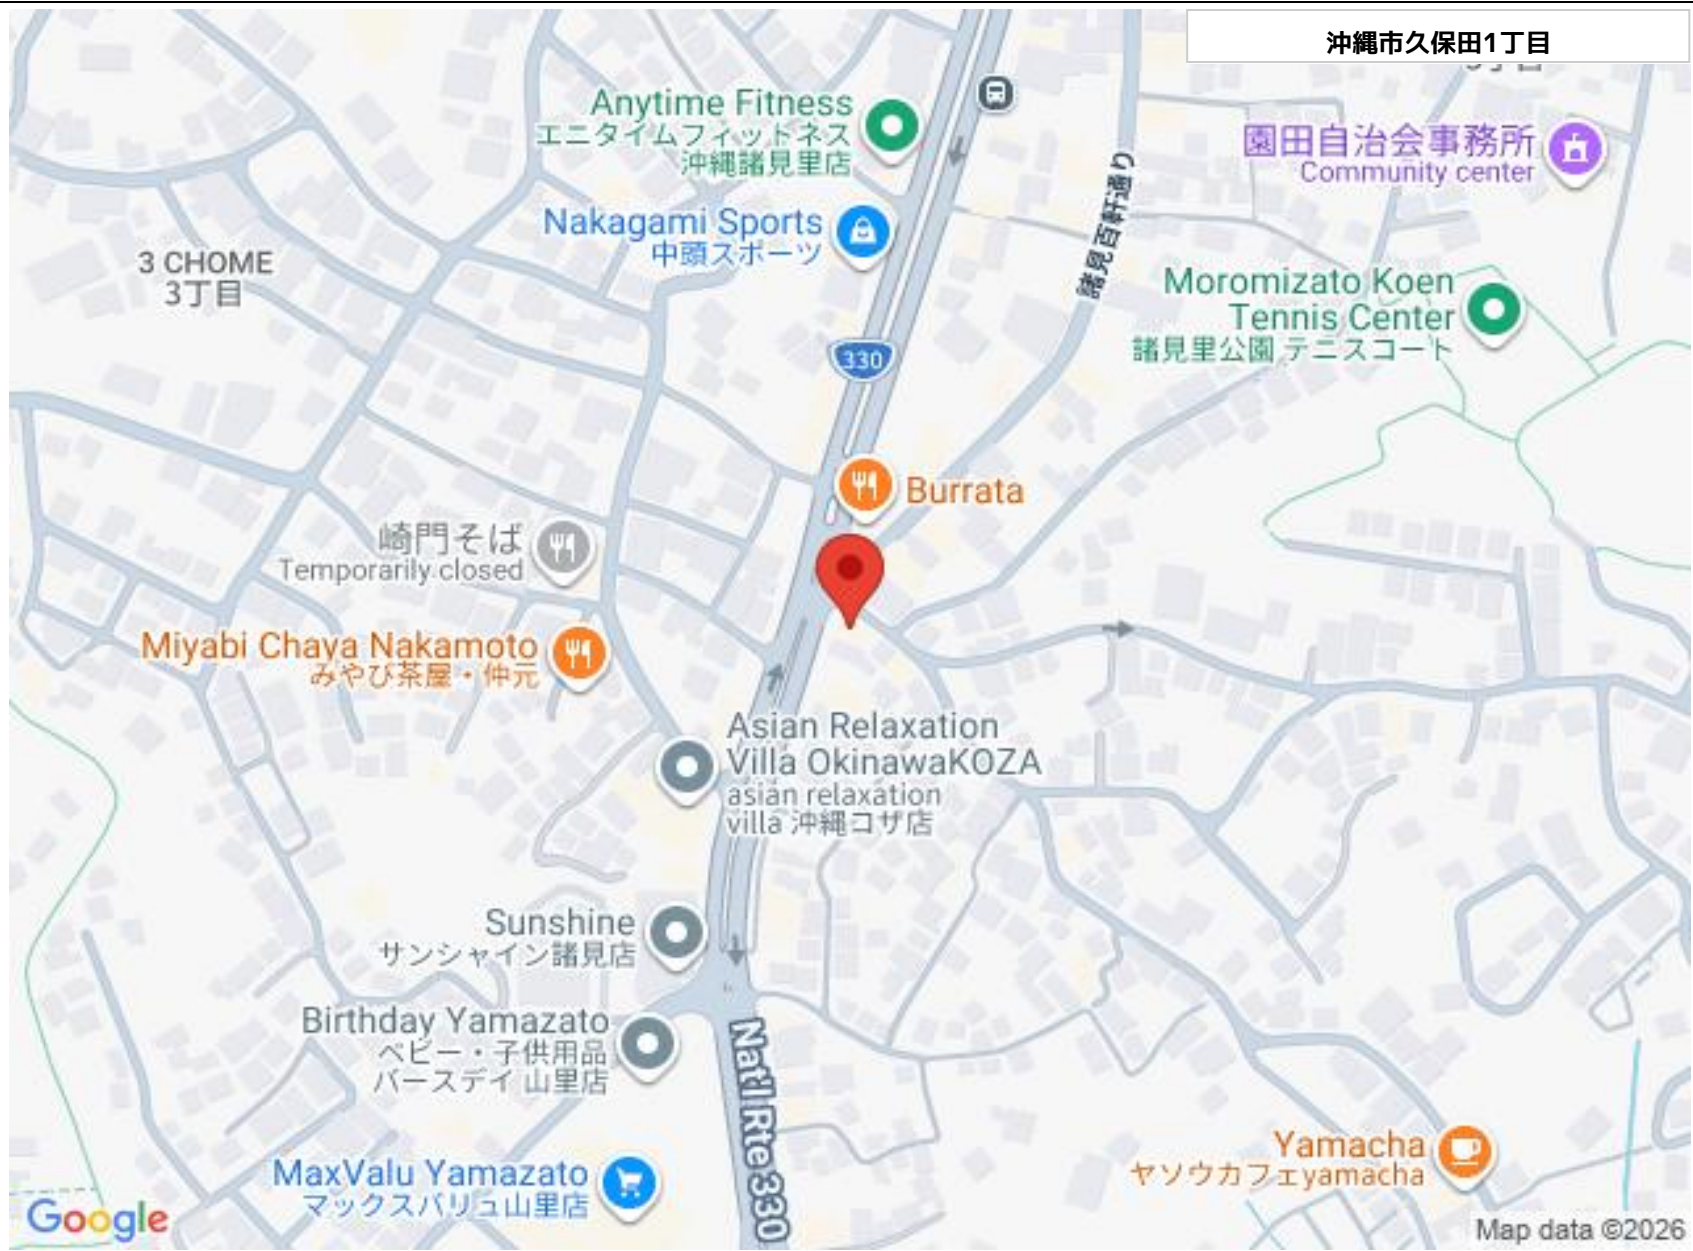 沖縄市久保田1丁目
Anytime Fitness
エニタイムフィットネス
沖縄諸見里店
園田自治会事務所
Community center
諸見百軒通り
Nakagami Sports
中頭スポーツ
3 CHOME
3丁目
Moromizato Koen
Tennis Center
諸見里公園 テニスコート
330
Burrata
崎門そば
Temporarily closed
Miyabi Chaya Nakamoto
みやび茶屋・仲元
Asian Relaxation
Villa OkinawaKOZA
asian relaxation
villa 沖縄コザ店
Sunshine
サンシャイン諸見店
Birthday Yamazato
ベビー・子供用品
バースデイ 山里店
Nat'l Rte 330
MaxValu Yamazato
マックスバリュ山里店
Yamacha
ヤソウカフェyamacha
Google
Map data ©2026